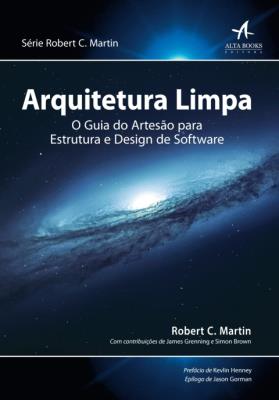 Série Robert C. Martin
ALTA BOOKS
EDITORA
Arquitetura Limpa
O Guia do Artesão para
Estrutura e Design de Software
Robert C. Martin
Com contribuições de James Grenning e Simon Brown
Prefácio de Kevlin Henney
Epílogo de Jason Gorman